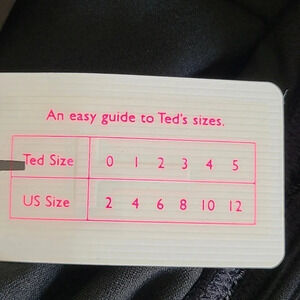 An easy guide to Ted's sizes.
Ted Size 0 1 2 3 4 5
US Size 2 4 6 8 10 12